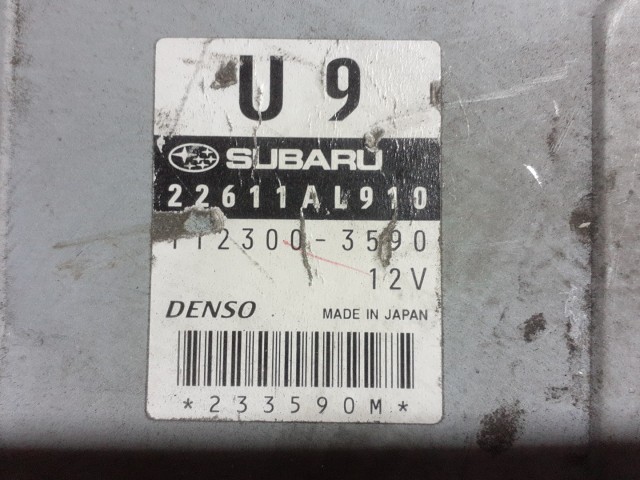 U 9
SUBARU
22611AL910
112300-3590
12V
DENSO
MADE IN JAPAN
*233590M*